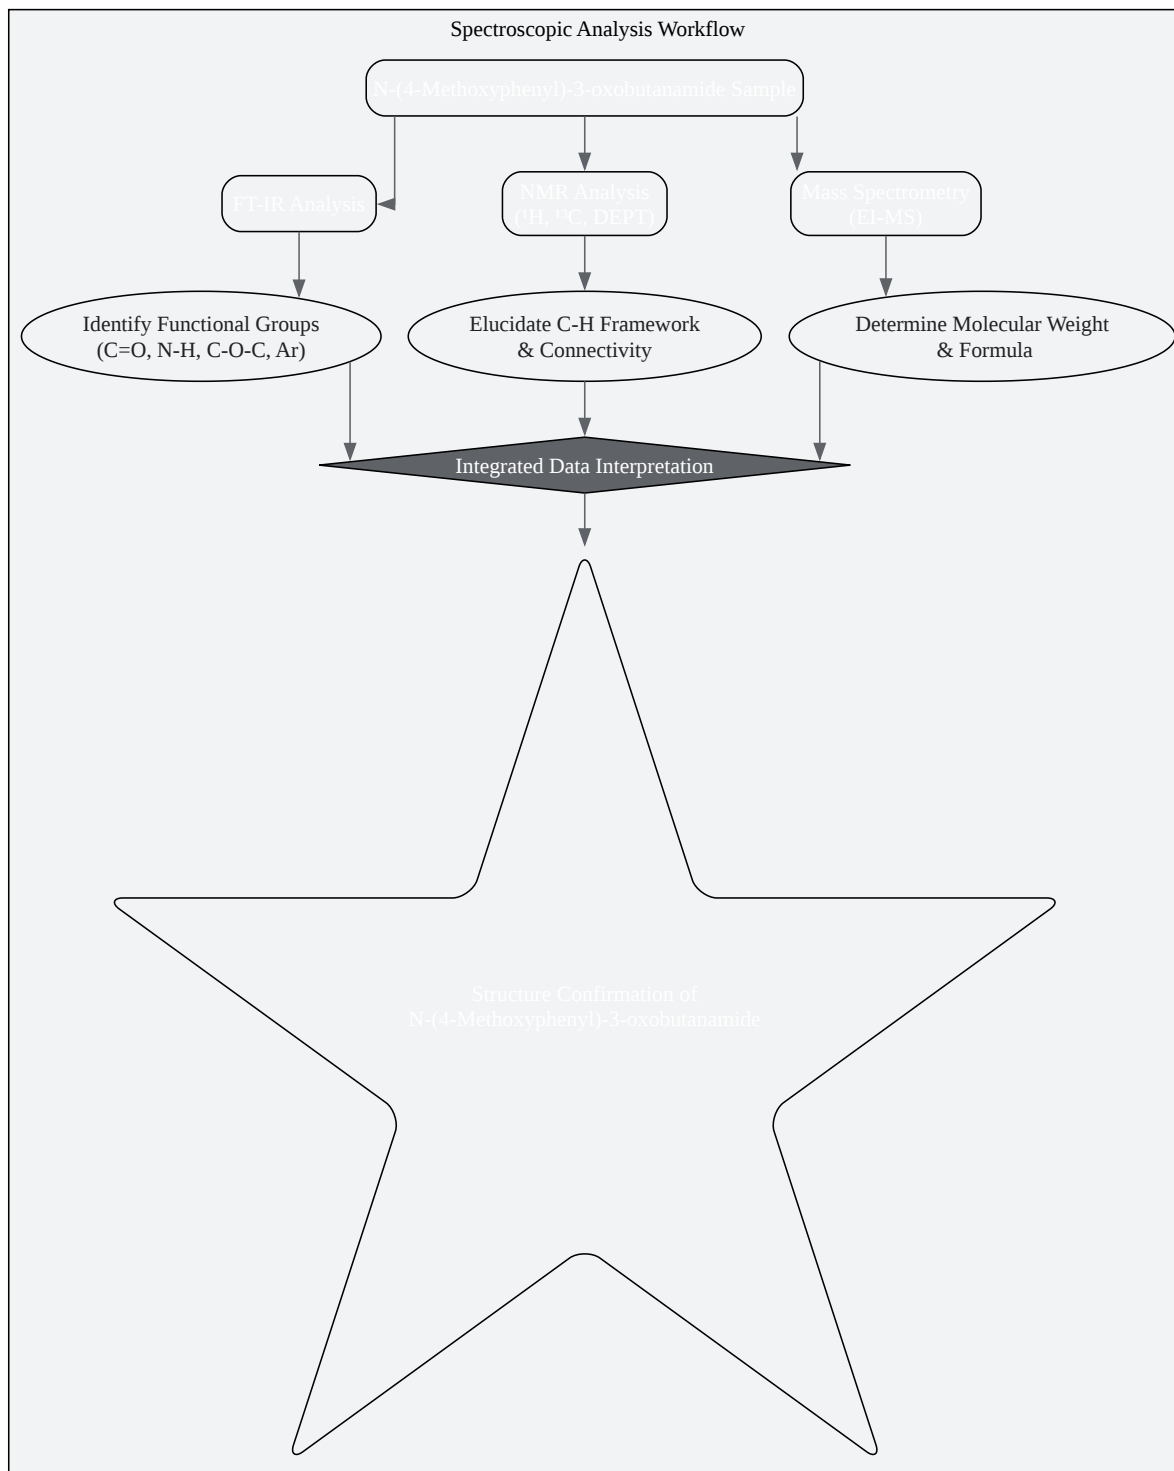 Spectroscopic Analysis Workflow
N-(4-Methoxyphenyl)-3-oxobutanamide Sample
FT-IR Analysis
NMR Analysis
(¹H, ¹³C, DEPT)
Mass Spectrometry
(EI-MS)
Identify Functional Groups
(C=O, N-H, C-O-C, Ar)
Elucidate C-H Framework
& Connectivity
Determine Molecular Weight
& Formula
Integrated Data Interpretation
Structure Confirmation of
N-(4-Methoxyphenyl)-3-oxobutanamide